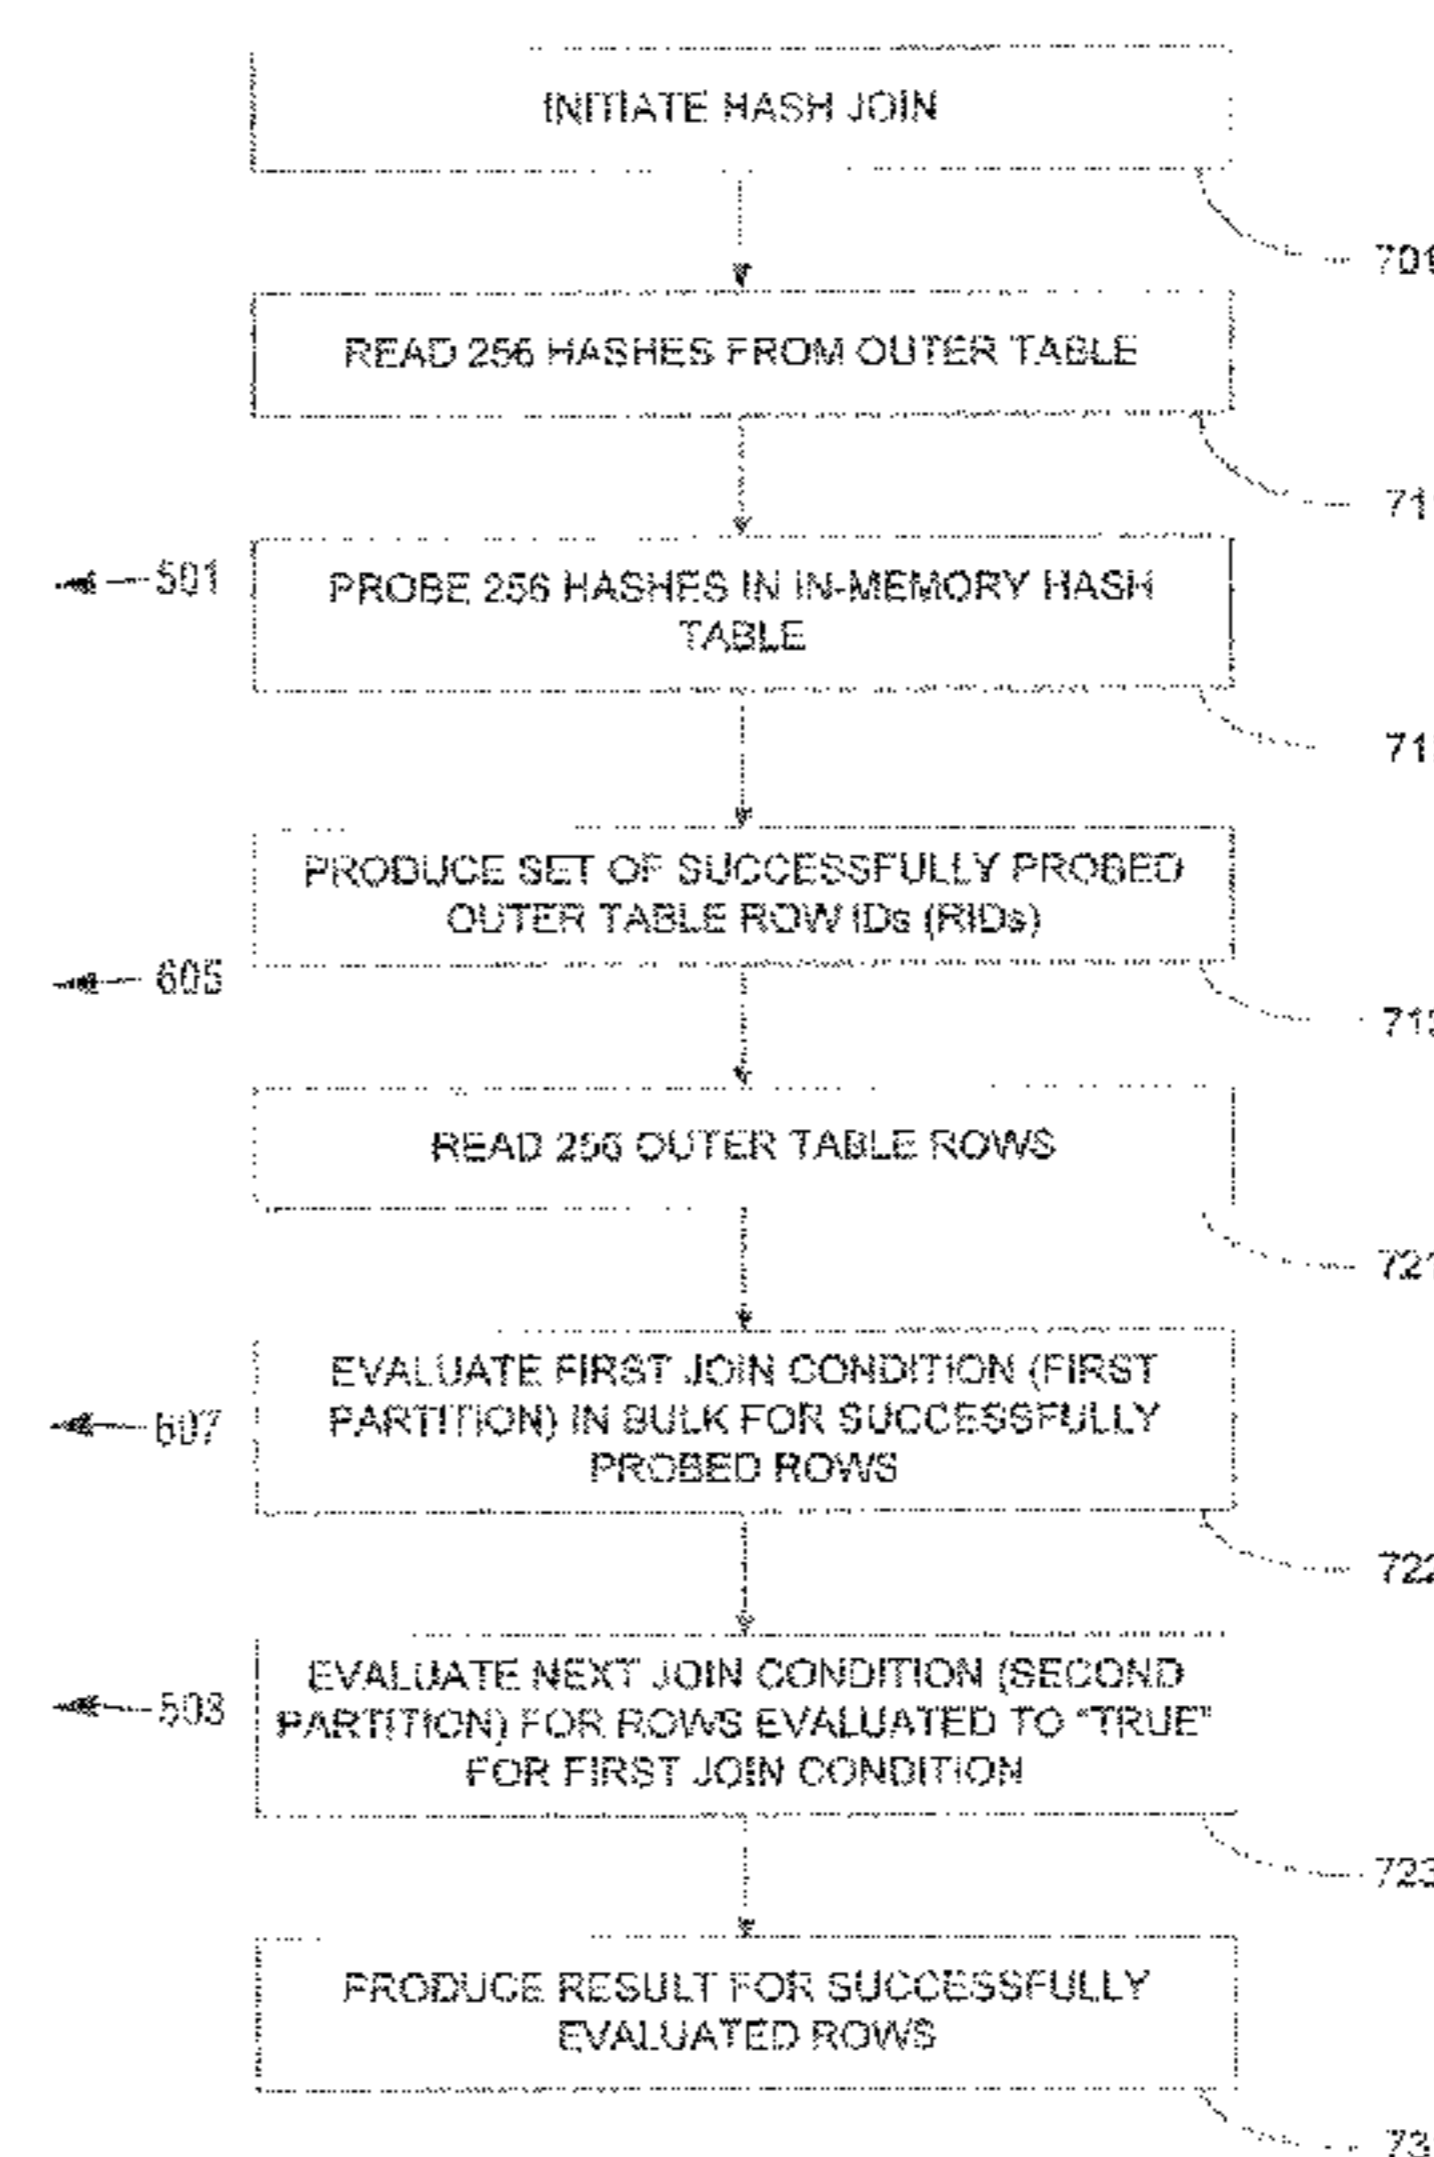 INITIATE HASH JOIN
READ 256 HASHES FROM OUTER TABLE
501
PROBE 256 HASHES IN IN-MEMORY HASH
TABLE
PRODUCE SET OF SUCCESSFULLY PROBED
OUTER TABLE ROW IDs (RIDs)
605
READ 256 OUTER TABLE ROWS
721
EVALUATE FIRST JOIN CONDITION (FIRST
PARTITION) IN BULK FOR SUCCESSFULLY
PROBED ROWS
607
722
EVALUATE NEXT JOIN CONDITION (SECOND
PARTITION) FOR ROWS EVALUATED TO "TRUE"
FOR FIRST JOIN CONDITION
723
PRODUCE RESULT FOR SUCCESSFULLY
EVALUATED ROWS